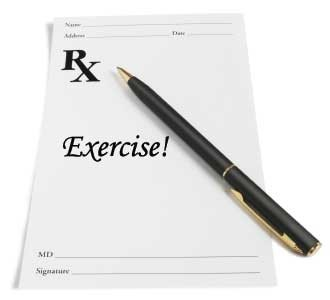 Name
Address Date
Rx
Exercise!
MD
Signature